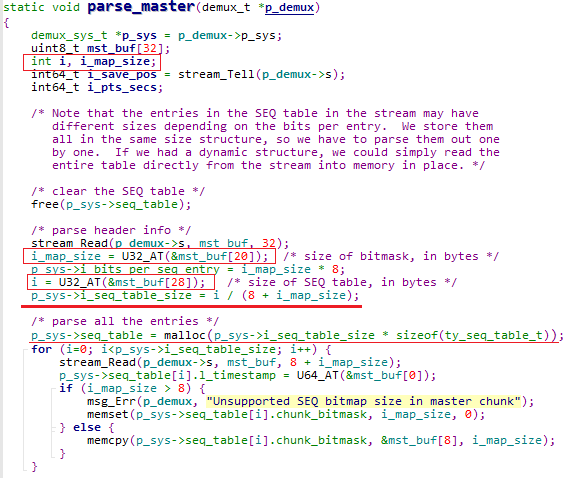 static void parse_master(demux_t *p_demux)
{
demux_sys_t *p_sys = p_demux->p_sys;
uint8_t mst_buf[32];
int i, i_map_size;
int64_t i_save_pos = stream_Tell(p_demux->s);
int64_t i_pts_secs;
/* Note that the entries in the SEQ table in the stream may have
different sizes depending on the bits per entry.  We store them
all in the same size structure, so we have to parse them out one
by one.  If we had a dynamic structure, we could simply read the
entire table directly from the stream into memory in place. */
/* clear the SEQ table */
free(p_sys->seq_table);
/* parse header info */
stream_Read(p_demux->s, mst_buf, 32);
i_map_size = U32_AT(&mst_buf[20]);  /* size of bitmask, in bytes */
p_sys->i_bits_per_seq_entry = i_map_size * 8;
i = U32_AT(&mst_buf[28]);   /* size of SEQ table, in bytes */
p_sys->i_seq_table_size = i / (8 + i_map_size);
/* parse all the entries */
p_sys->seq_table = malloc(p_sys->i_seq_table_size * sizeof(ty_seq_table_t));
for (i=0; i<p_sys->i_seq_table_size; i++) {
stream_Read(p_demux->s, mst_buf, 8 + i_map_size);
p_sys->seq_table[i].l_timestamp = U64_AT(&mst_buf[0]);
if (i_map_size > 8) {
msg_Err(p_demux, "Unsupported SEQ bitmap size in master chunk");
memset(p_sys->seq_table[i].chunk_bitmask, i_map_size, 0);
} else {
memcpy(p_sys->seq_table[i].chunk_bitmask, &mst_buf[8], i_map_size);
}
}